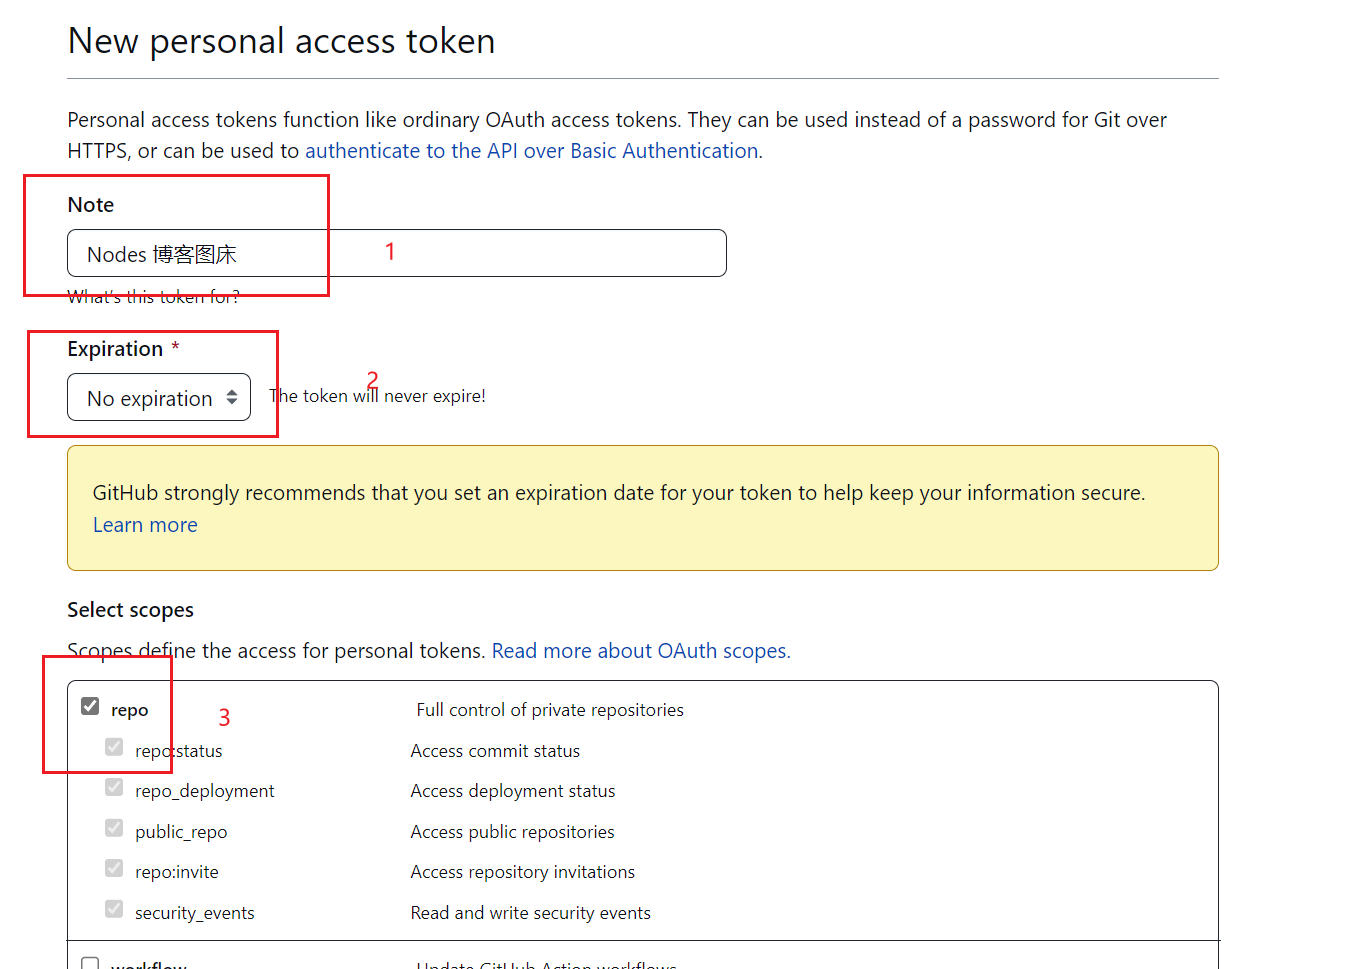 New personal access token
Personal access tokens function like ordinary OAuth access tokens. They can be used instead of a password for Git over
HTTPS, or can be used to authenticate to the API over Basic Authentication.
Note
Nodes 博客图床
1
What's this token for?
Expiration *
2
No expiration
The token will never expire!
GitHub strongly recommends that you set an expiration date for your token to help keep your information secure.
Learn more
Select scopes
Scopes define the access for personal tokens. Read more about OAuth scopes.
repo
3
Full control of private repositories
repo:status
Access commit status
repo_deployment
Access deployment status
public_repo
Access public repositories
repo:invite
Access repository invitations
security_events
Read and write security events
workflow
Update GitHub Action workflows